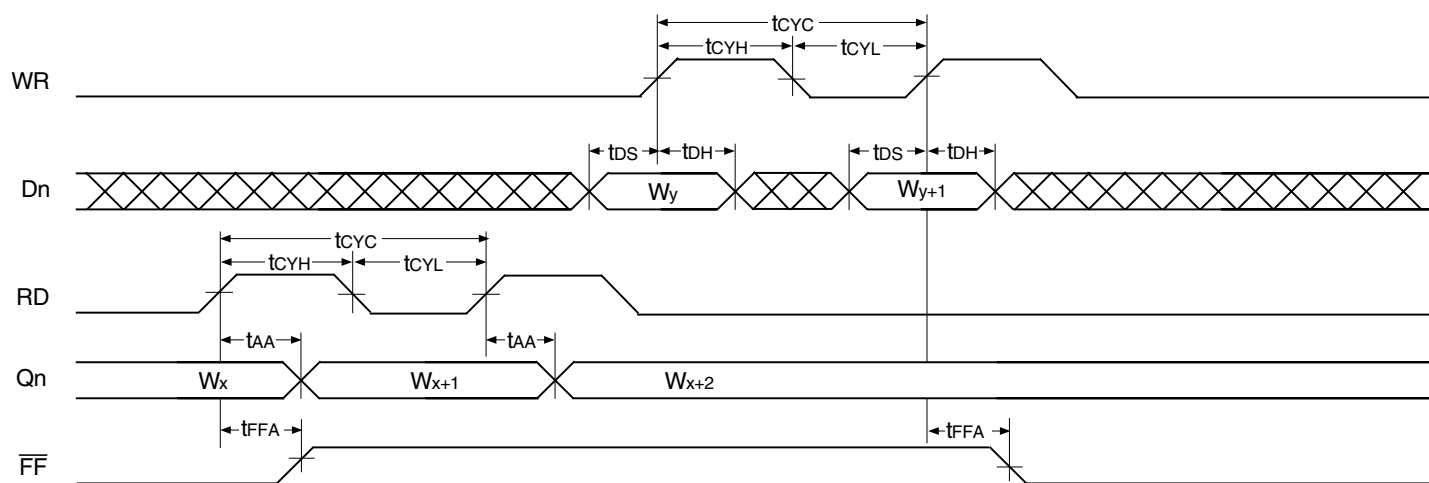 tCYC
tCYH tCYL
WR
tDS tDH tDS tDH
Dn Wy Wy+1
tCYC
tCYH tCYL
RD
tAA tAA
Qn Wx Wx+1 Wx+2
tFFA tFFA
FF